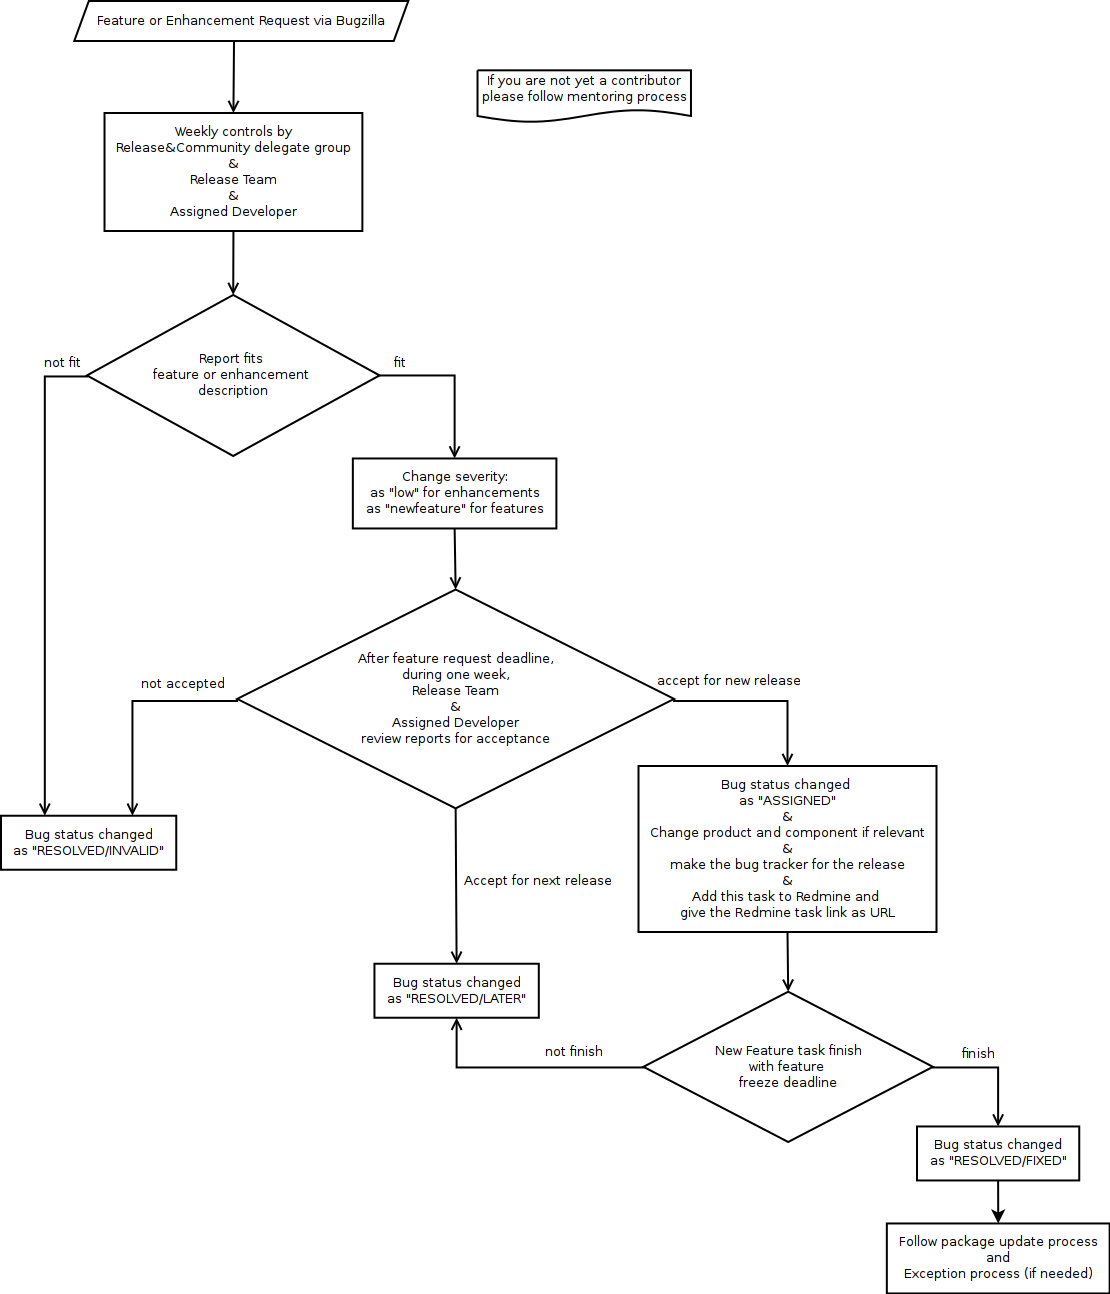 Feature or Enhancement Request via Bugzilla
If you are not yet a contributor
please follow mentoring process
Weekly controls by
Release&Community delegate group
&
Release Team
&
Assigned Developer
Report fits
feature or enhancement
description
not fit
fit
Change severity:
as "low" for enhancements
as "newfeature" for features
After feature request deadline,
during one week,
Release Team
&
Assigned Developer
review reports for acceptance
not accepted
accept for new release
Bug status changed
as "RESOLVED/INVALID"
Accept for next release
Bug status changed
as "ASSIGNED"
&
Change product and component if relevant
&
make the bug tracker for the release
&
Add this task to Redmine and
give the Redmine task link as URL
Bug status changed
as "RESOLVED/LATER"
not finish
New Feature task finish
with feature
freeze deadline
finish
Bug status changed
as "RESOLVED/FIXED"
Follow package update process
and
Exception process (if needed)